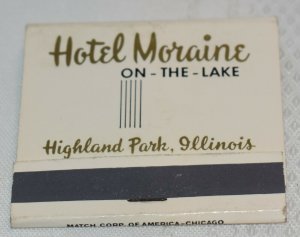 Hotel Moraine
ON-THE-LAKE
Highland Park, Illinois
MATCH CORP. OF AMERICA-CHICAGO